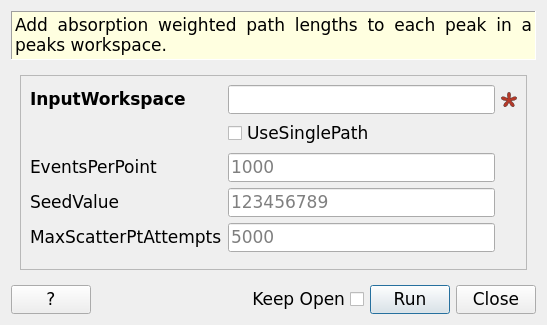 Add absorption weighted path lengths to each peak in a
peaks workspace.
InputWorkspace
UseSinglePath
EventsPerPoint 1000
SeedValue 123456789
MaxScatterPtAttempts 5000
? Keep Open Run Close